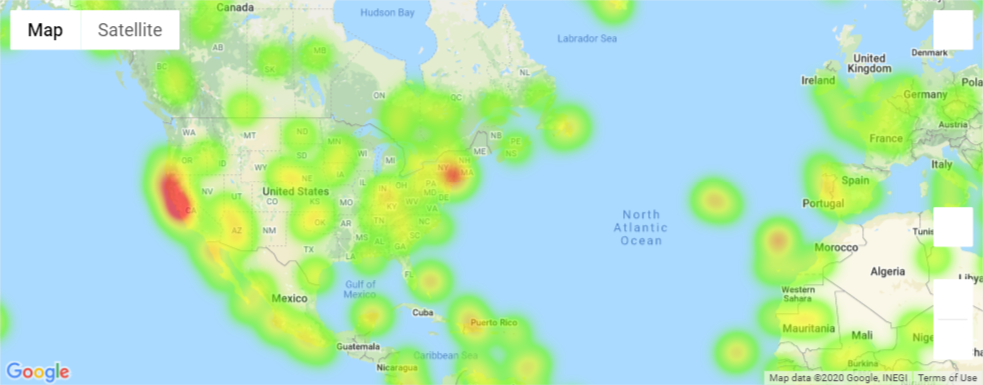 Canada
Hudson Bay
Map
Satellite
Labrador Sea
AB
MB
SK
BC
NL
ON
QC
United
Kingdom
Denmark
Ireland
Germany
Pola
Austria
France
WA
MT
ND
MN
NB
PE
NS
ME
OR
ID
SD
WI
MI
NH
NY
MA
WY
IA
NE
PA
Italy
Spain
Portugal
NV
UT
CO
United States
KS
MO
IL
IN
OH
KY
WV
VA
MD
DE
CA
AZ
NM
OK
AR
TN
NC
SC
North
Atlantic
Ocean
TX
LA
MS
AL
GA
FL
Morocco
Tunis
Algeria
Libya
Western
Sahara
Gulf of
Mexico
Mexico
Cuba
Puerto Rico
Guatemala
Caribbean Sea
Nicaragua
Mauritania
Mali
Nige
Burkina
Google
Map data ©2020 Google, INEGI
Terms of Use